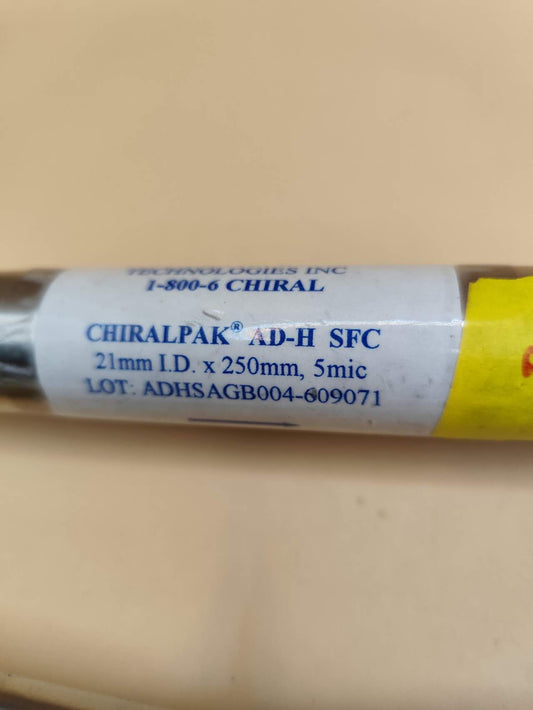 TECHNOLOGIES INC
1-800-6 CHIRAL
CHIRALPAK® AD-H SFC
21mm I.D. x 250mm, 5mic
LOT: ADHSAGB004-609071